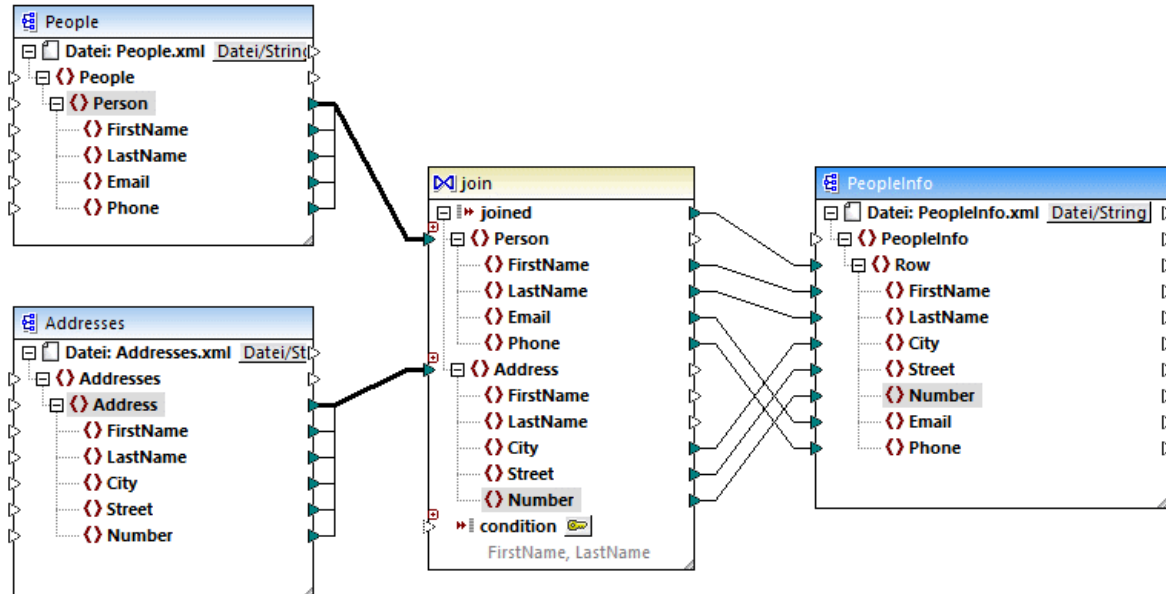 People
Datei: People.xml Datei/String
People
Person
FirstName
LastName
Email
Phone
Addresses
Datei: Addresses.xml Datei/St
Addresses
Address
FirstName
LastName
City
Street
Number
join
joined
Person
FirstName
LastName
Email
Phone
Address
FirstName
LastName
City
Street
Number
condition
FirstName, LastName
PeopleInfo
Datei: PeopleInfo.xml Datei/String
PeopleInfo
Row
FirstName
LastName
City
Street
Number
Email
Phone